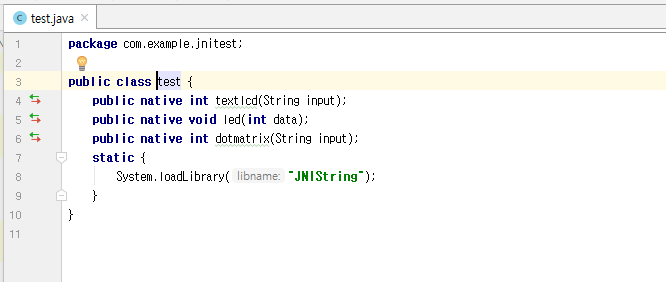 test.java
1 package com.example.jnitest;
2
3 public class test {
4 public native int textlcd(String input);
5 public native void led(int data);
6 public native int dotmatrix(String input);
7 static {
8 System.loadLibrary( libname: "JNIString");
9 }
10 }
11